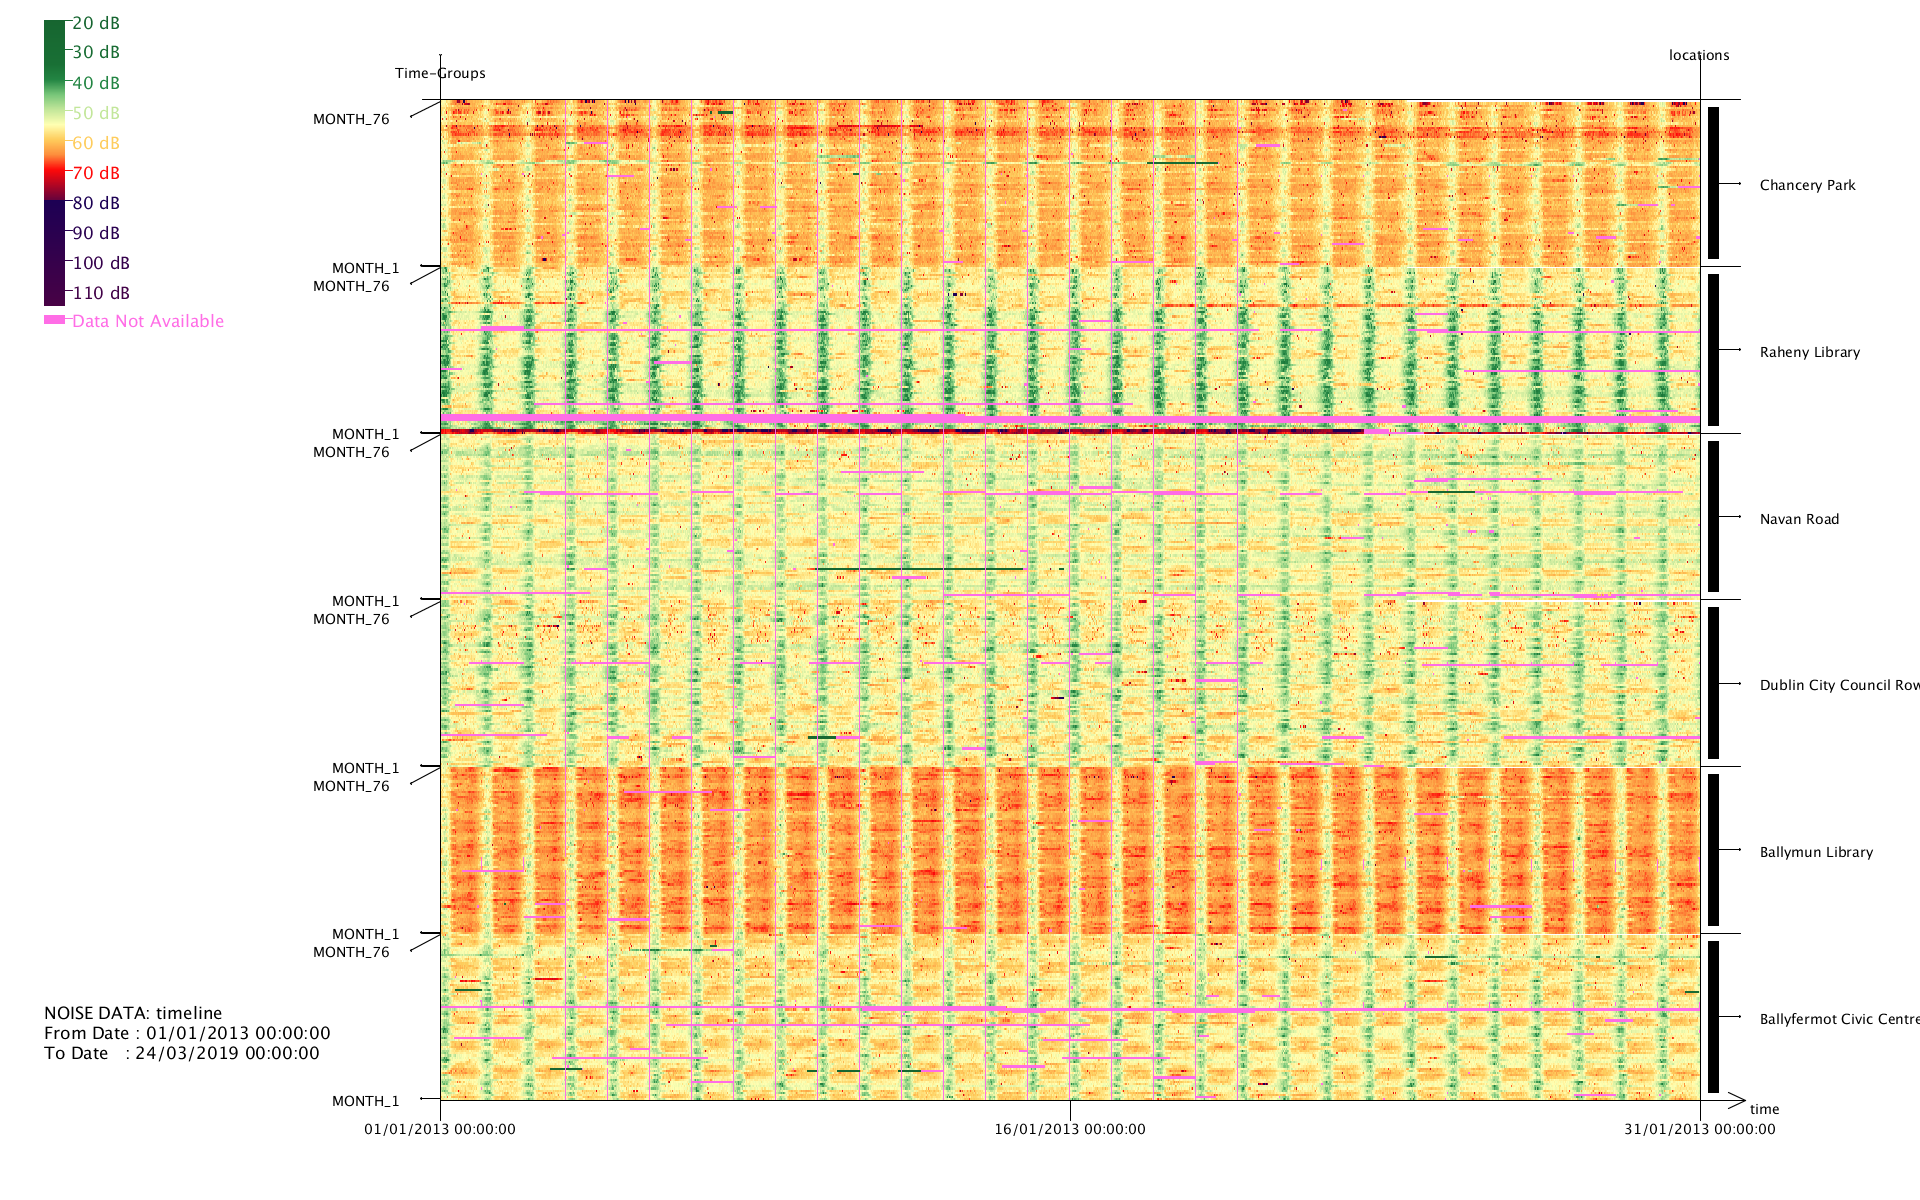 20 dB
30 dB
40 dB
50 dB
60 dB
70 dB
80 dB
90 dB
100 dB
110 dB
Data Not Available
Time-Groups
locations
MONTH_76
Chancery Park
MONTH_1
MONTH_76
Raheny Library
MONTH_1
MONTH_76
Navan Road
MONTH_1
MONTH_76
Dublin City Council Row
MONTH_1
MONTH_76
Ballymun Library
MONTH_1
MONTH_76
Ballyfermot Civic Centre
MONTH_1
NOISE DATA: timeline
From Date : 01/01/2013 00:00:00
To Date : 24/03/2019 00:00:00
time
01/01/2013 00:00:00
16/01/2013 00:00:00
31/01/2013 00:00:00